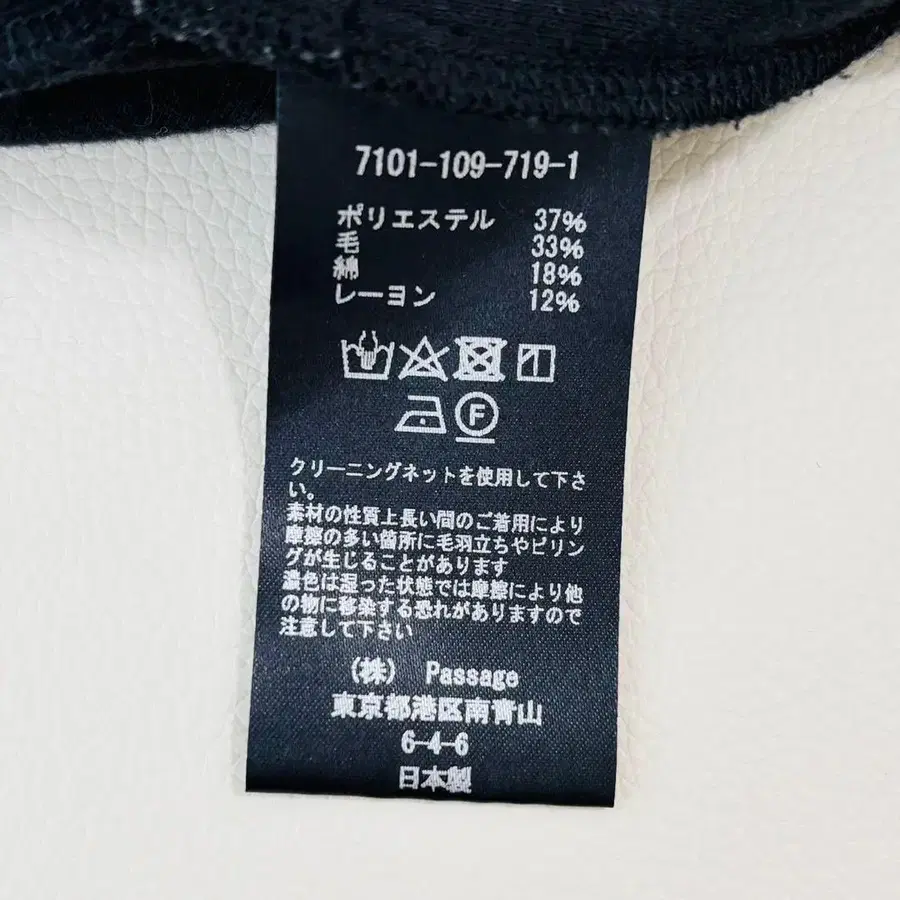 7101-109-719-1
ポリエステル 37%
毛 33%
綿 18%
レーヨン 12%
F
クリーニングネットを使用して下さ
い。
素材の性質上長い間のご着用により
摩擦の多い箇所に毛羽立ちやピリン
グが生じることがあります
濃色は湿った状態では摩擦により他
の物に移染する恐れがありますので
注意して下さい
(株) Passage
東京都港区南青山
6-4-6
日本製